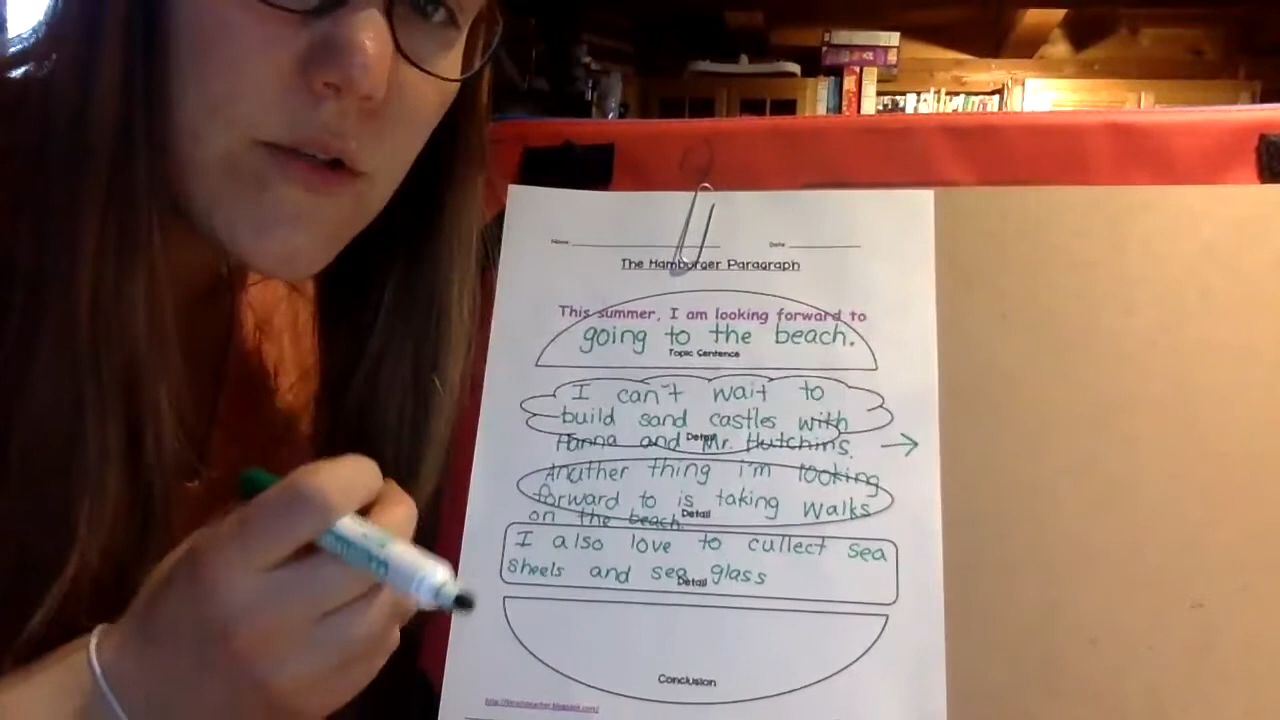 Name
Date
The Hamburger Paragraph
This summer, I am looking forward to
going to the beach.
Topic Sentence
I can't wait to
build sand castles with
Hanna and Mr. Hutchins.
Detail
Another thing i'm looking
forward to is taking walks
on the beach.
Detail
I also love to cullect sea
sheels and sea glass
Detail
Conclusion